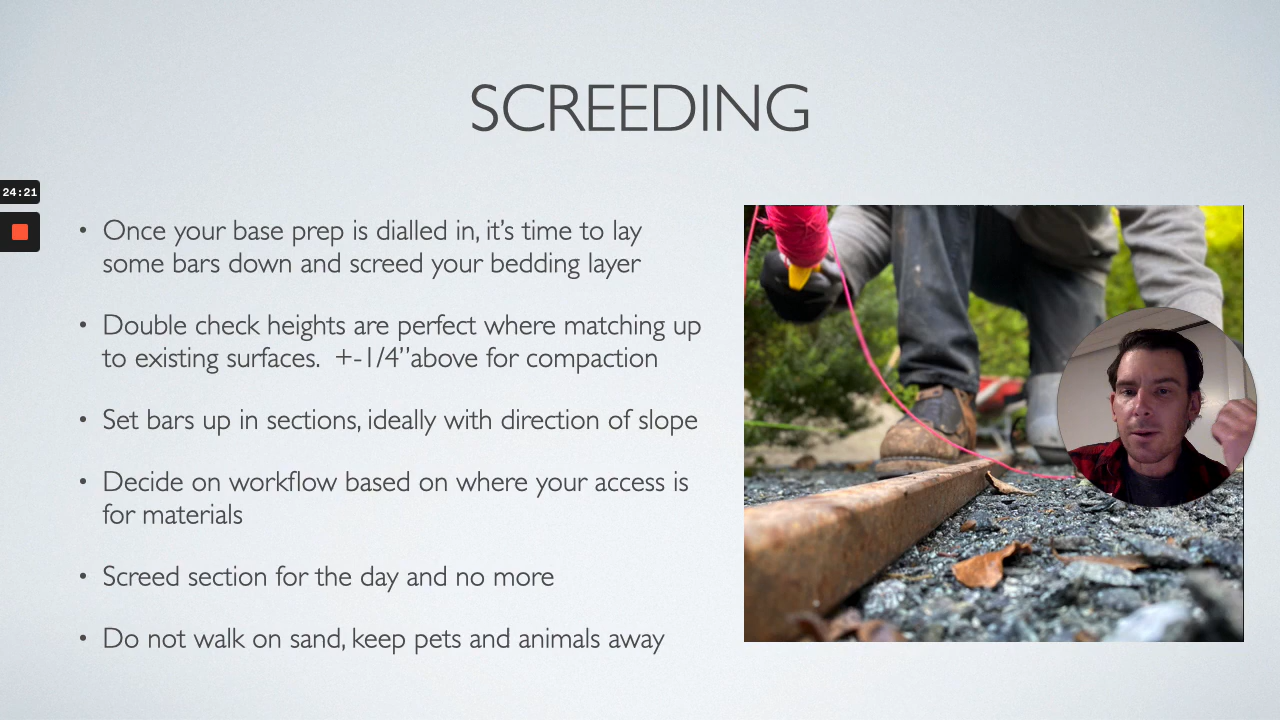 SCREEDING
24:21
• Once your base prep is dialled in, it’s time to lay
some bars down and screed your bedding layer
• Double check heights are perfect where matching up
to existing surfaces. +-1/4”above for compaction
• Set bars up in sections, ideally with direction of slope
• Decide on workflow based on where your access is
for materials
• Screed section for the day and no more
• Do not walk on sand, keep pets and animals away